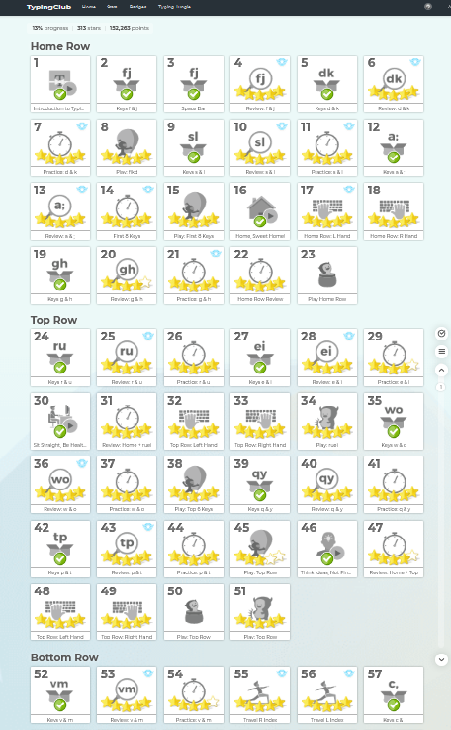 TypingClub Home Gear Badges Typing Jungle
13% progress 313 stars 152,263 points
Home Row
1 2 3 4 5 6
fj fj fj dk dk
Introduction to Typi... Keys f & j Space Bar Review: f & j Keys d & k Review: d & k
7 8 9 10 11 12
sl sl a;
Practice: d & k Play: fjkd Keys s & l Review: s & l Practice: s & l Keys a &;
13 14 15 16 17 18
a;
Review: a &; First 8 Keys Play: First 8 Keys Home Sweet Home! Home Row: L Hand Home Row: R Hand
19 20 21 22 23
gh gh
Keys g & h Review: g & h Practice: g & h Home Row Review Play Home Row
Top Row
24 25 26 27 28 29
ru ru ei ei
Keys r & u Review: r & u Practice: r & u Keys e & i Review: e & i Practice: e & i
30 31 32 33 34 35
wo
Sit Straight, Be Healt... Review: Home + ruei Top Row: Left Hand Top Row: Right Hand Play: ruei Keys w & o
36 37 38 39 40 41
wo qy qy
Review: w & o Practice: w & o Play: Top 6 Keys Keys q & y Review: q & y Practice: q & y
42 43 44 45 46 47
tp tp
Keys p & t Review: p & t Practice: p & t Play: Top Row Review: Home + Top
48 49 50 51
Top Row: Left Hand Top Row: Right Hand Play: Top Row Play: Top Row
Bottom Row
52 53 54 55 56 57
vm vm c,
Keys v & m Review: v & m Practice: v & m Travel R Index Travel L Index Keys c &,